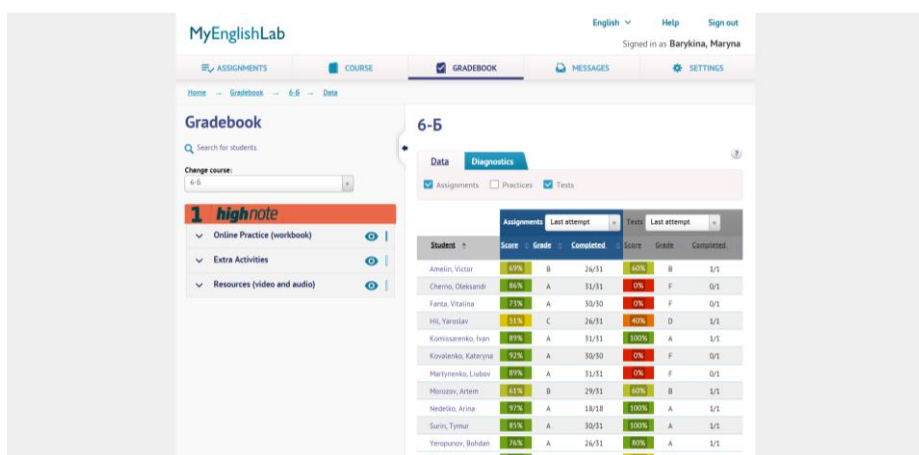 MyEnglishLab
English Help Sign out
Signed in as Barykina, Maryna
ASSIGNMENTS COURSE GRADEBOOK MESSAGES SETTINGS
Home → Gradebook → 6-Б → Data
Gradebook
Search for students
Change course:
6-Б
1 highnote
Online Practice (workbook)
Extra Activities
Resources (video and audio)
6-Б
?
Data Diagnostics
Assignments Practices Tests
Assignments Last attempt Tests Last attempt
Student Score Grade Completed Score Grade Completed
Amelin, Victor 69% B 26/31 60% B 1/1
Cherno, Oleksandr 86% A 31/31 0% F 0/1
Fanta, Vitalina 73% A 30/30 0% F 0/1
Hil, Yaroslav 51% C 26/31 40% D 1/1
Komissarenko, Ivan 89% A 31/31 100% A 1/1
Kovalenko, Kateryna 92% A 30/30 0% F 0/1
Martynenko, Liubov 89% A 31/31 0% F 0/1
Morozov, Artem 61% B 29/31 60% B 1/1
Nedelko, Arina 97% A 18/18 100% A 1/1
Surin, Tymur 85% A 30/31 100% A 1/1
Yeropunov, Bohdan 76% A 26/31 80% A 1/1